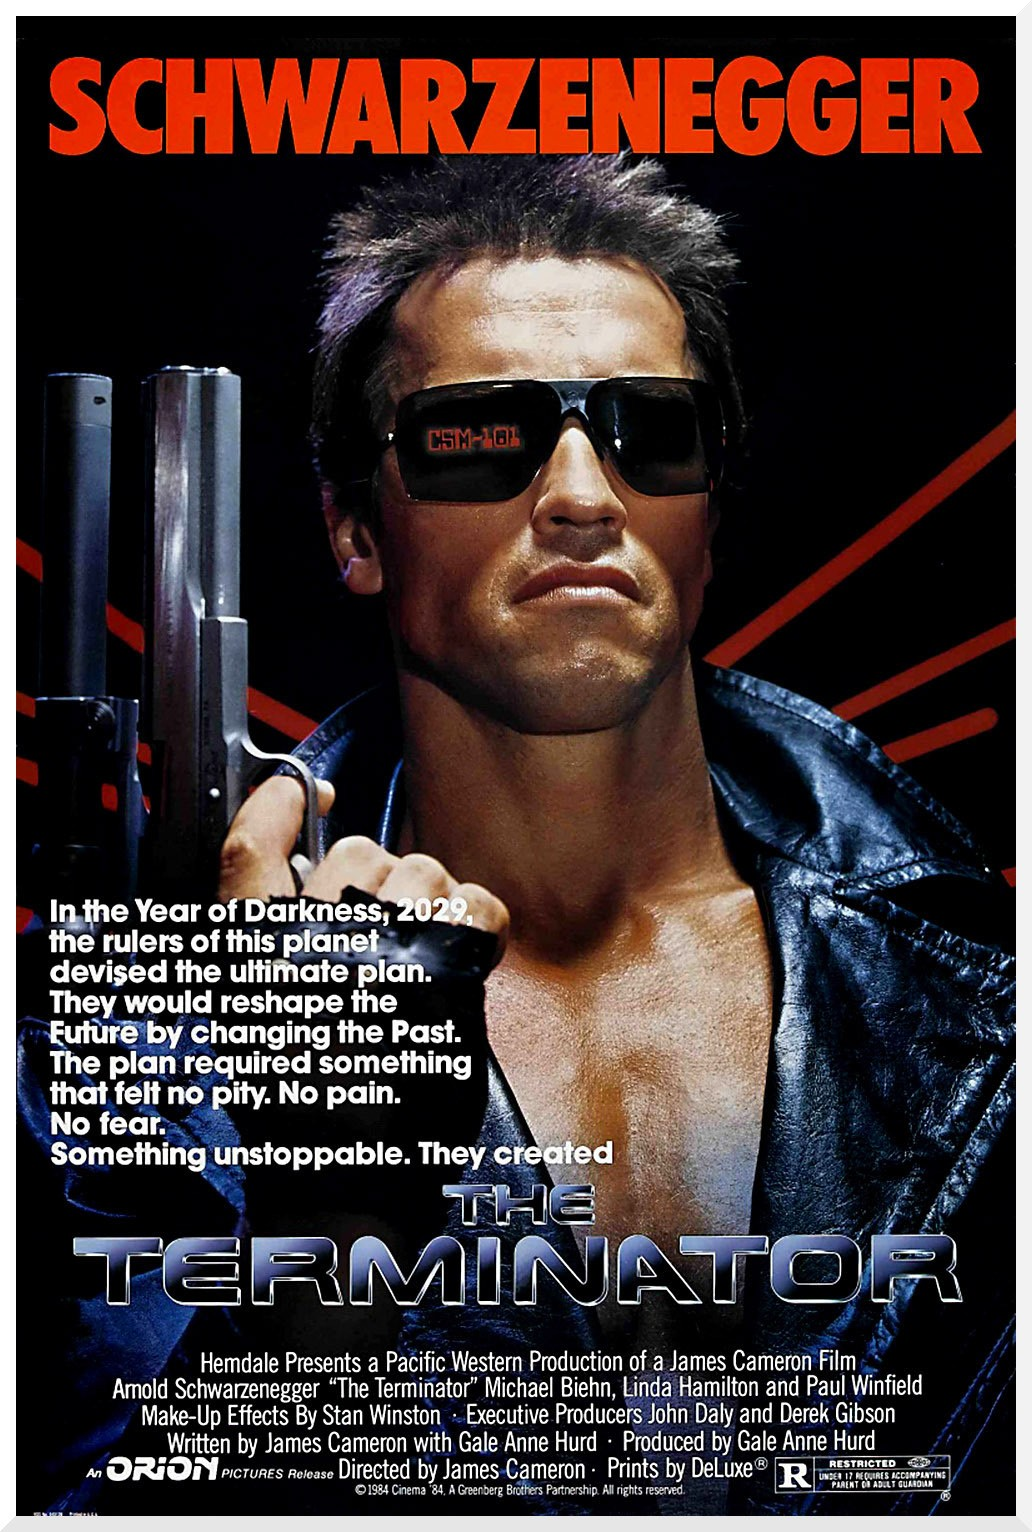 SCHWARZENEGGER
CSM-101
In the Year of Darkness, 2029,
the rulers of this planet
devised the ultimate plan.
They would reshape the
Future by changing the Past.
The plan required something
that felt no pity. No pain.
No fear.
Something unstoppable. They created
THE
TERMINATOR
Hemdale Presents a Pacific Western Production of a James Cameron Film
Arnold Schwarzenegger “The Terminator” Michael Biehn, Linda Hamilton and Paul Winfield
Make-Up Effects By Stan Winston · Executive Producers John Daly and Derek Gibson
Written by James Cameron with Gale Anne Hurd · Produced by Gale Anne Hurd
An ORION PICTURES Release Directed by James Cameron · Prints by DeLuxe®
©1984 Cinema '84. A Greenberg Brothers Partnership. All rights reserved.
R RESTRICTED
UNDER 17 REQUIRES ACCOMPANYING
PARENT OR ADULT GUARDIAN
®